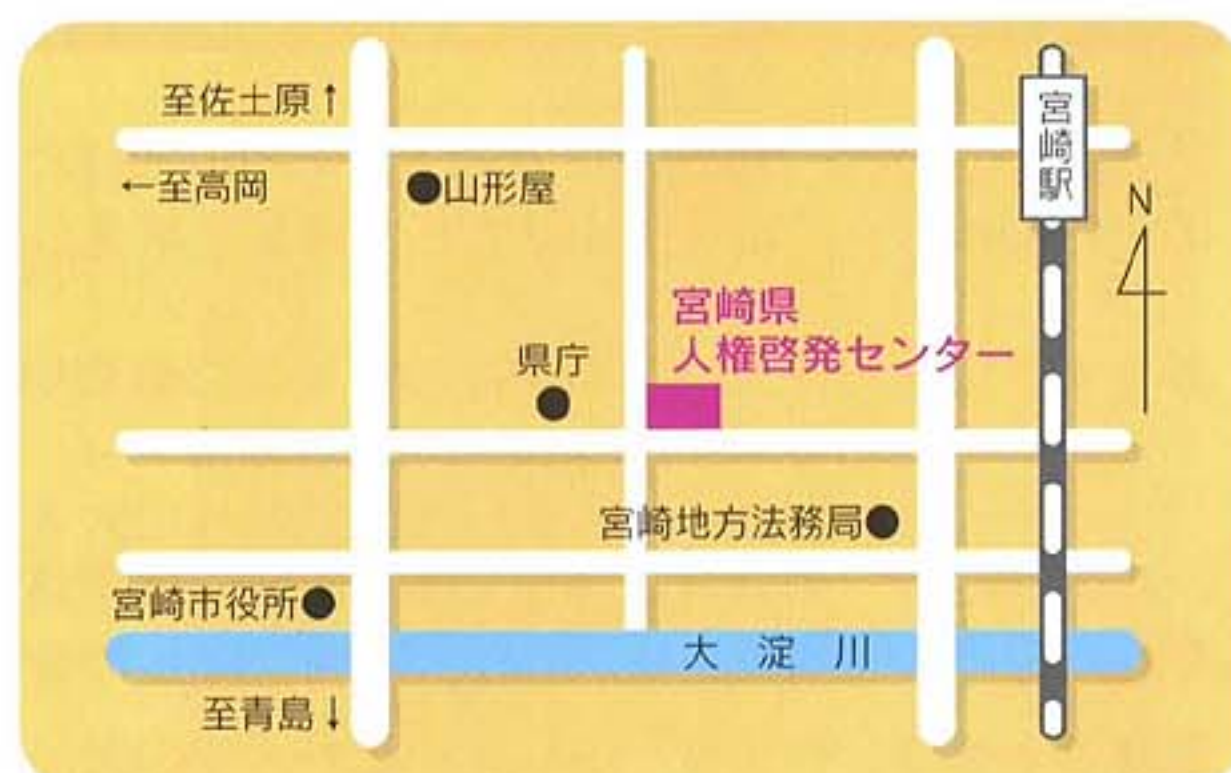 至佐土原↑
←至高岡
●山形屋
宮崎駅
N
宮崎県
人権啓発センター
県庁
宮崎地方法務局●
宮崎市役所●
大淀川
至青島↓